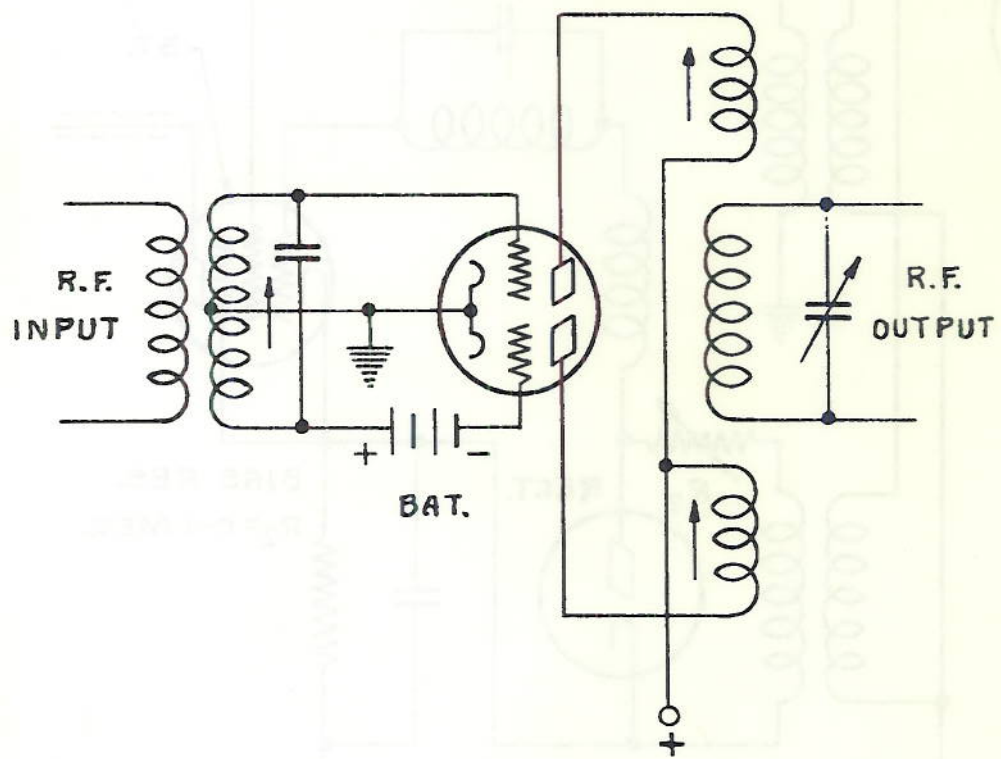 R.F.
INPUT
+
-
BAT.
R.F.
OUTPUT
+